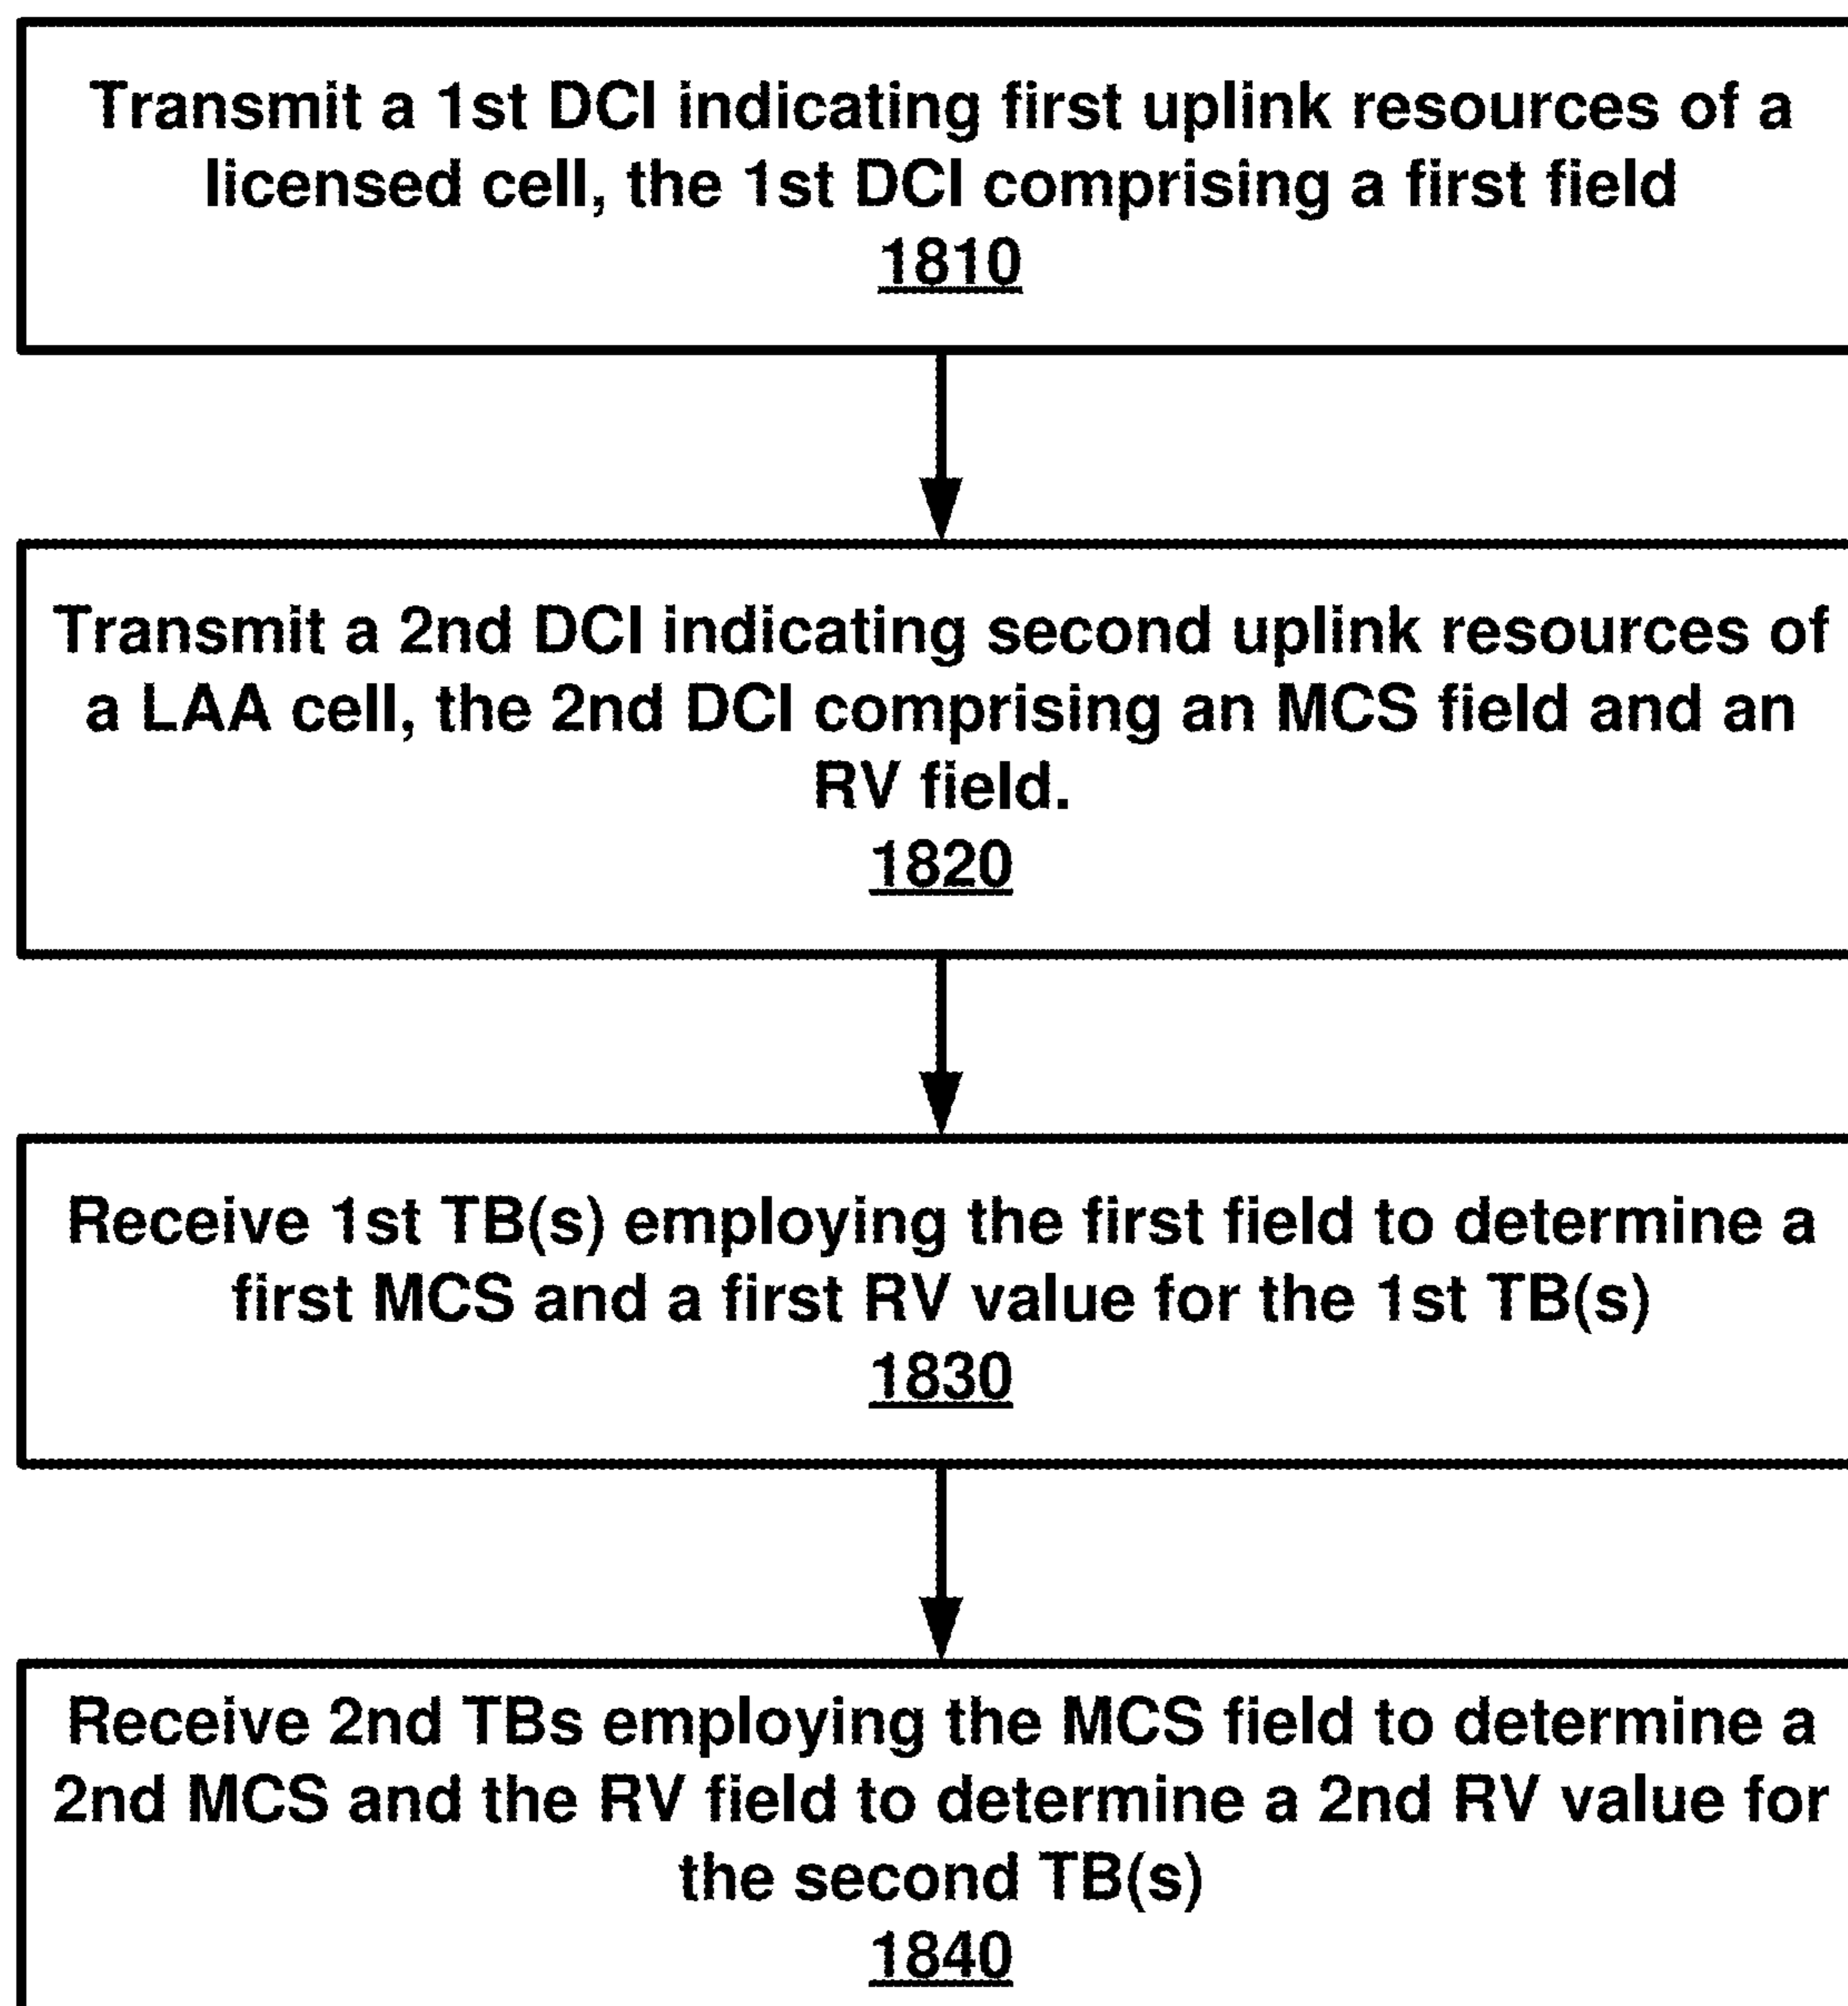 Transmit a 1st DCI indicating first uplink resources of a
licensed cell, the 1st DCI comprising a first field
1810
Transmit a 2nd DCI indicating second uplink resources of
a LAA cell, the 2nd DCI comprising an MCS field and an
RV field.
1820
Receive 1st TB(s) employing the first field to determine a
first MCS and a first RV value for the 1st TB(s)
1830
Receive 2nd TBs employing the MCS field to determine a
2nd MCS and the RV field to determine a 2nd RV value for
the second TB(s)
1840